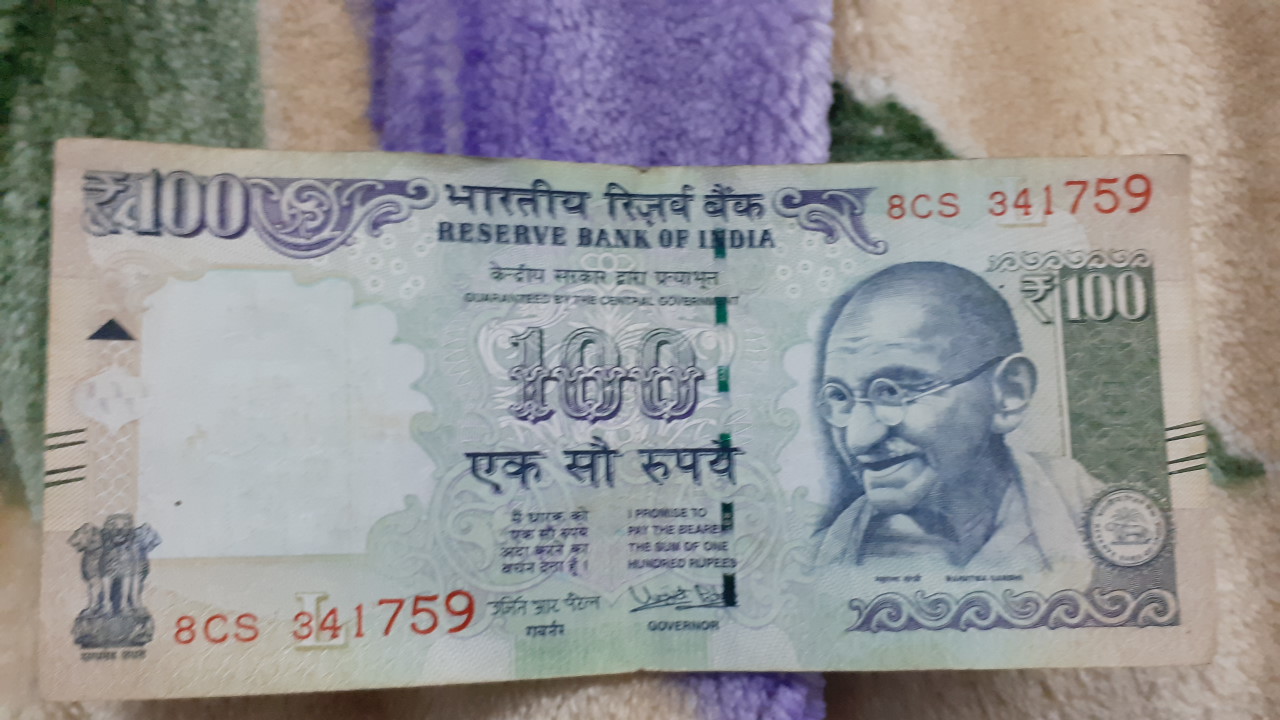 ₹100
भारतीय रिज़र्व बैंक
RESERVE BANK OF INDIA
8CS 341759
केन्द्रीय सरकार द्वारा प्रत्याभूत
GUARANTEED BY THE CENTRAL GOVERNMENT
₹100
100
एक सौ रुपये
मैं धारक को
एक सौ रुपये
अदा करने का
वचन देता हूँ।
I PROMISE TO
PAY THE BEARER
THE SUM OF ONE
HUNDRED RUPEES
महात्मा गांधी MAHATMA GANDHI
L
8CS 341759
उर्जित आर. पटेल
गवर्नर
GOVERNOR
सत्यमेव जयते